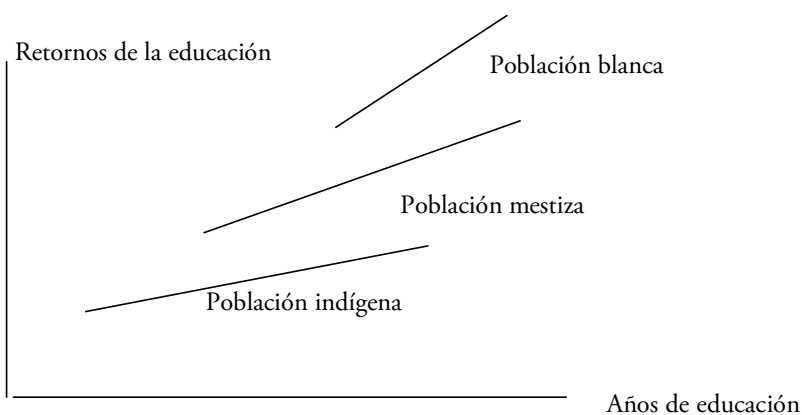 Retornos de la educación
Población blanca
Población mestiza
Población indígena
Años de educación